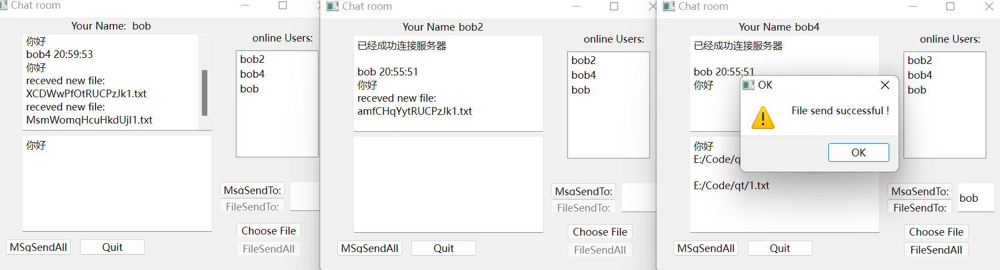 Chat room
Your Name: bob
你好
bob4 20:59:53
你好
receved new file:
XCDWwPfOtRUCPzJk1.txt
receved new file:
MsmWomqHcuHkdUjI1.txt
你好
online Users:
bob2
bob4
bob
MsgSendTo:
FileSendTo:
Choose File
FileSendAll
MSgSendAll
Quit
Chat room
Your Name bob2
已经成功连接服务器
bob 20:55:51
你好
receved new file:
amfCHqYytRUCPzJk1.txt
online Users:
bob2
bob4
bob
MsgSendTo:
FileSendTo:
Choose File
FileSendAll
MSgSendAll
Quit
Chat room
Your Name bob4
已经成功连接服务器
bob 20:55:51
你好
你好
E:/Code/q
E:/Code/qt/1.txt
online Users:
bob2
bob4
bob
OK
File send successful !
OK
MsgSendTo:
FileSendTo:
bob
Choose File
FileSendAll
MSgSendAll
Quit